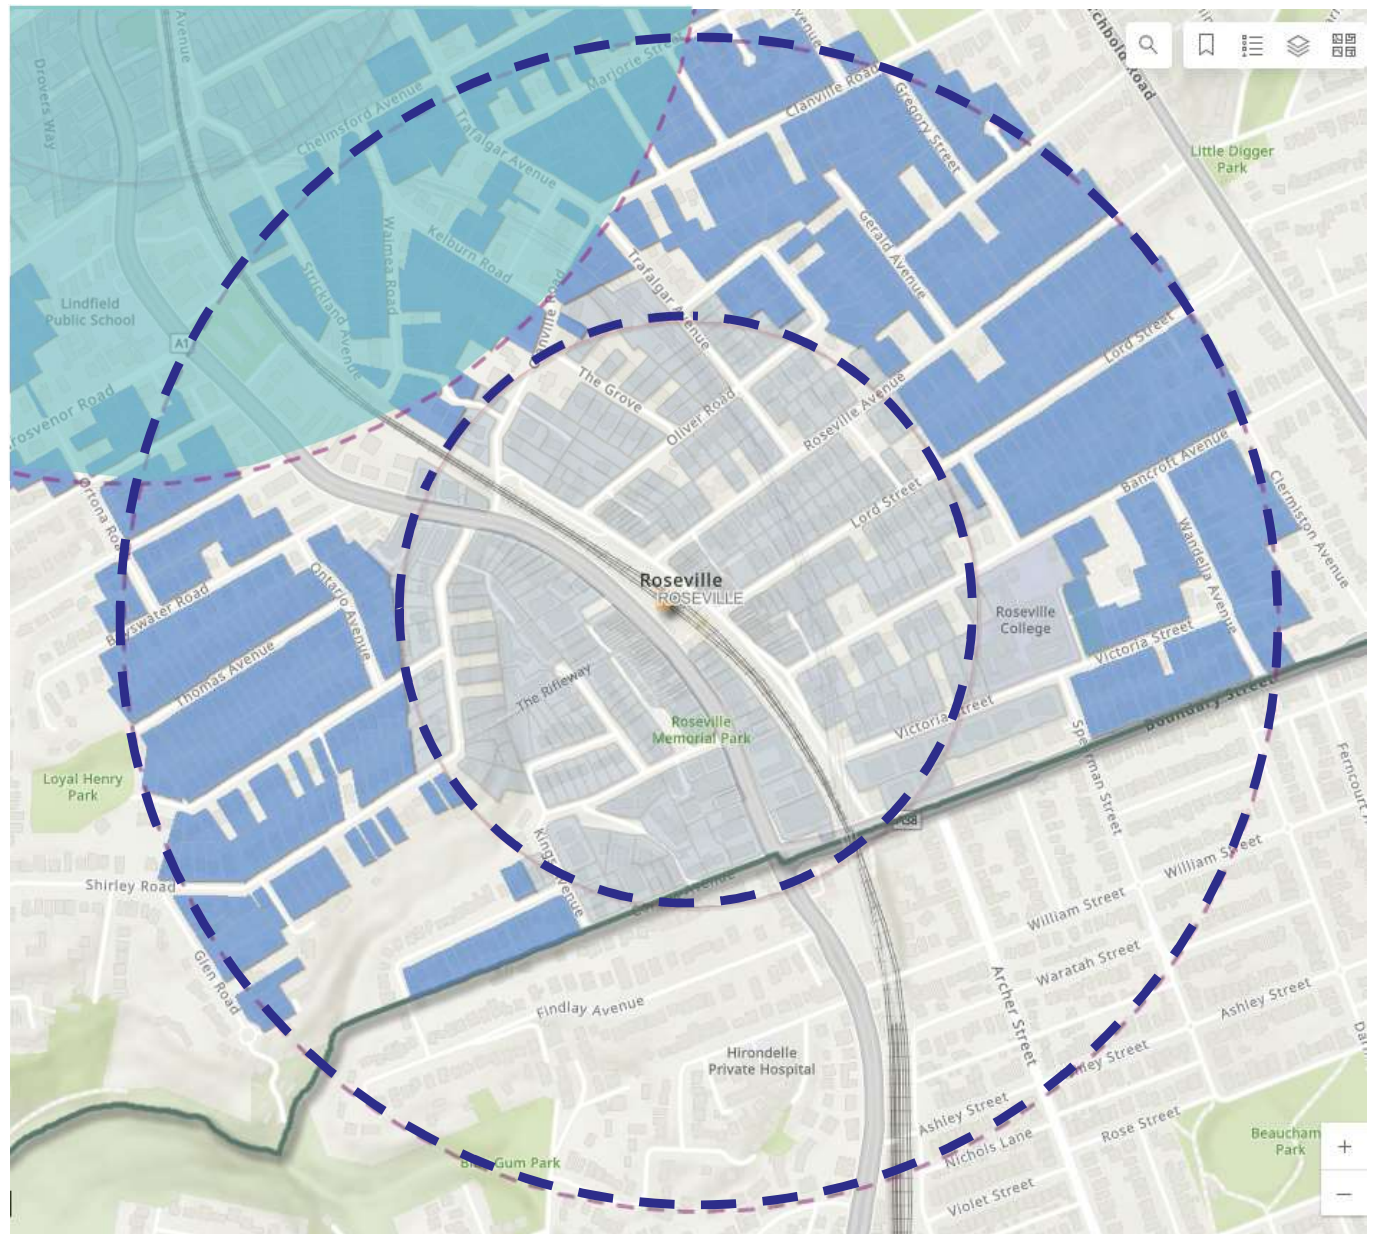 Avenue
Drovers Way
Marjorie Street
Chelmsford Avenue
Trafalgar Avenue
Clanville Road
Gregory Street
Archbold Road
Little Digger
Park
Waimea Road
Kelburn Road
Strickland Avenue
Gerald Avenue
Trafalgar Avenue
Lindfield
Public School
A1
Lord Street
The Grove
Oliver Road
Roseville Avenue
Bancroft Avenue
Lord Street
Ortona Road
Clermiston Avenue
Wandella Avenue
Roseville
ROSEVILLE
Bayswater Road
Ontario Avenue
Roseville
College
Victoria Street
Thomas Avenue
The Rifleway
Roseville
Memorial Park
Victoria Street
Boundary Street
Loyal Henry
Park
Spearman Street
A38
William Street
Shirley Road
William Street
Waratah Street
Glen Road
Findlay Avenue
Archer Street
Ashley Street
Hirondelle
Private Hospital
Ashley Street
Rose Street
Nichols Lane
Violet Street
Blue Gum Park
Park